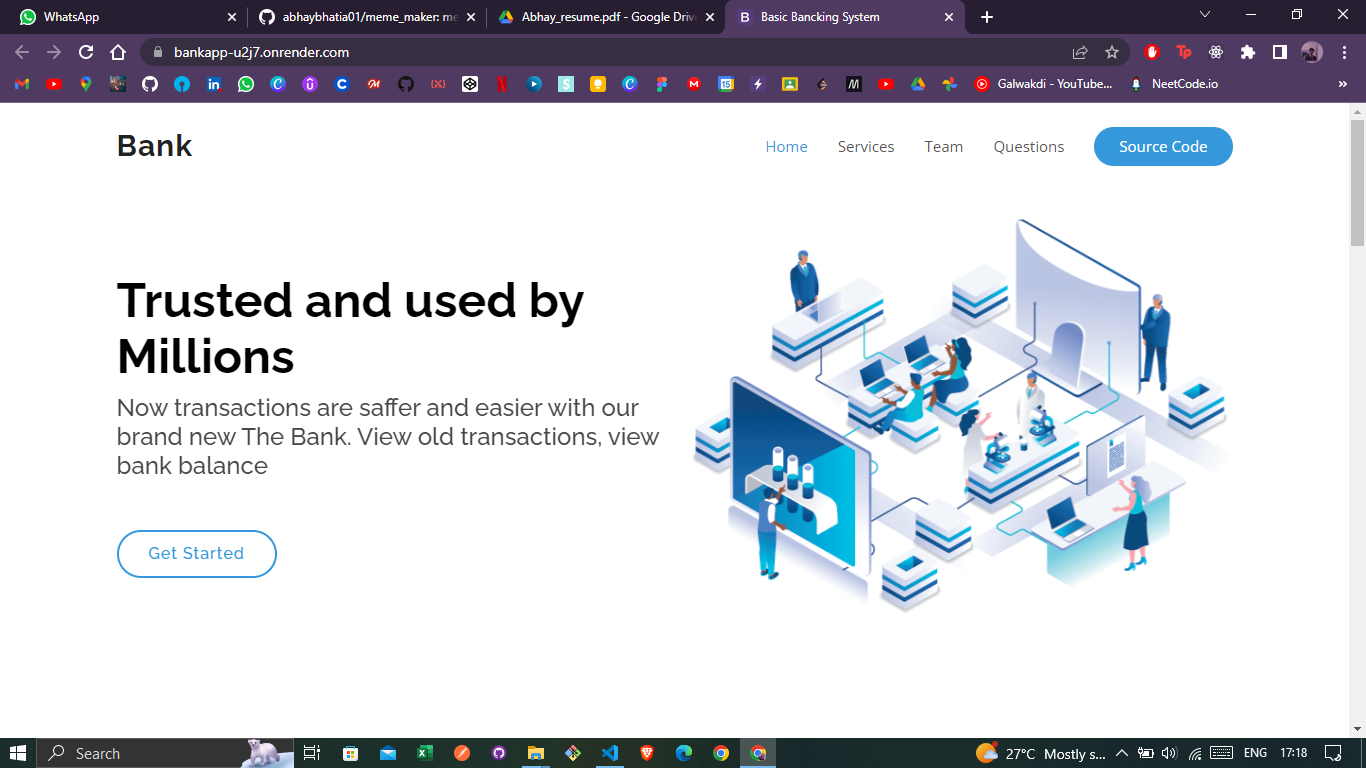 WhatsApp
abhaybhatia01/meme_maker: me
Abhay_resume.pdf - Google Drive
B Basic Bancking System
bankapp-u2j7.onrender.com
Galwakdi - YouTube...
NeetCode.io
Bank
Home
Services
Team
Questions
Source Code
Trusted and used by
Millions
Now transactions are saffer and easier with our
brand new The Bank. View old transactions, view
bank balance
Get Started
Search
27°C Mostly s...
ENG
17:18